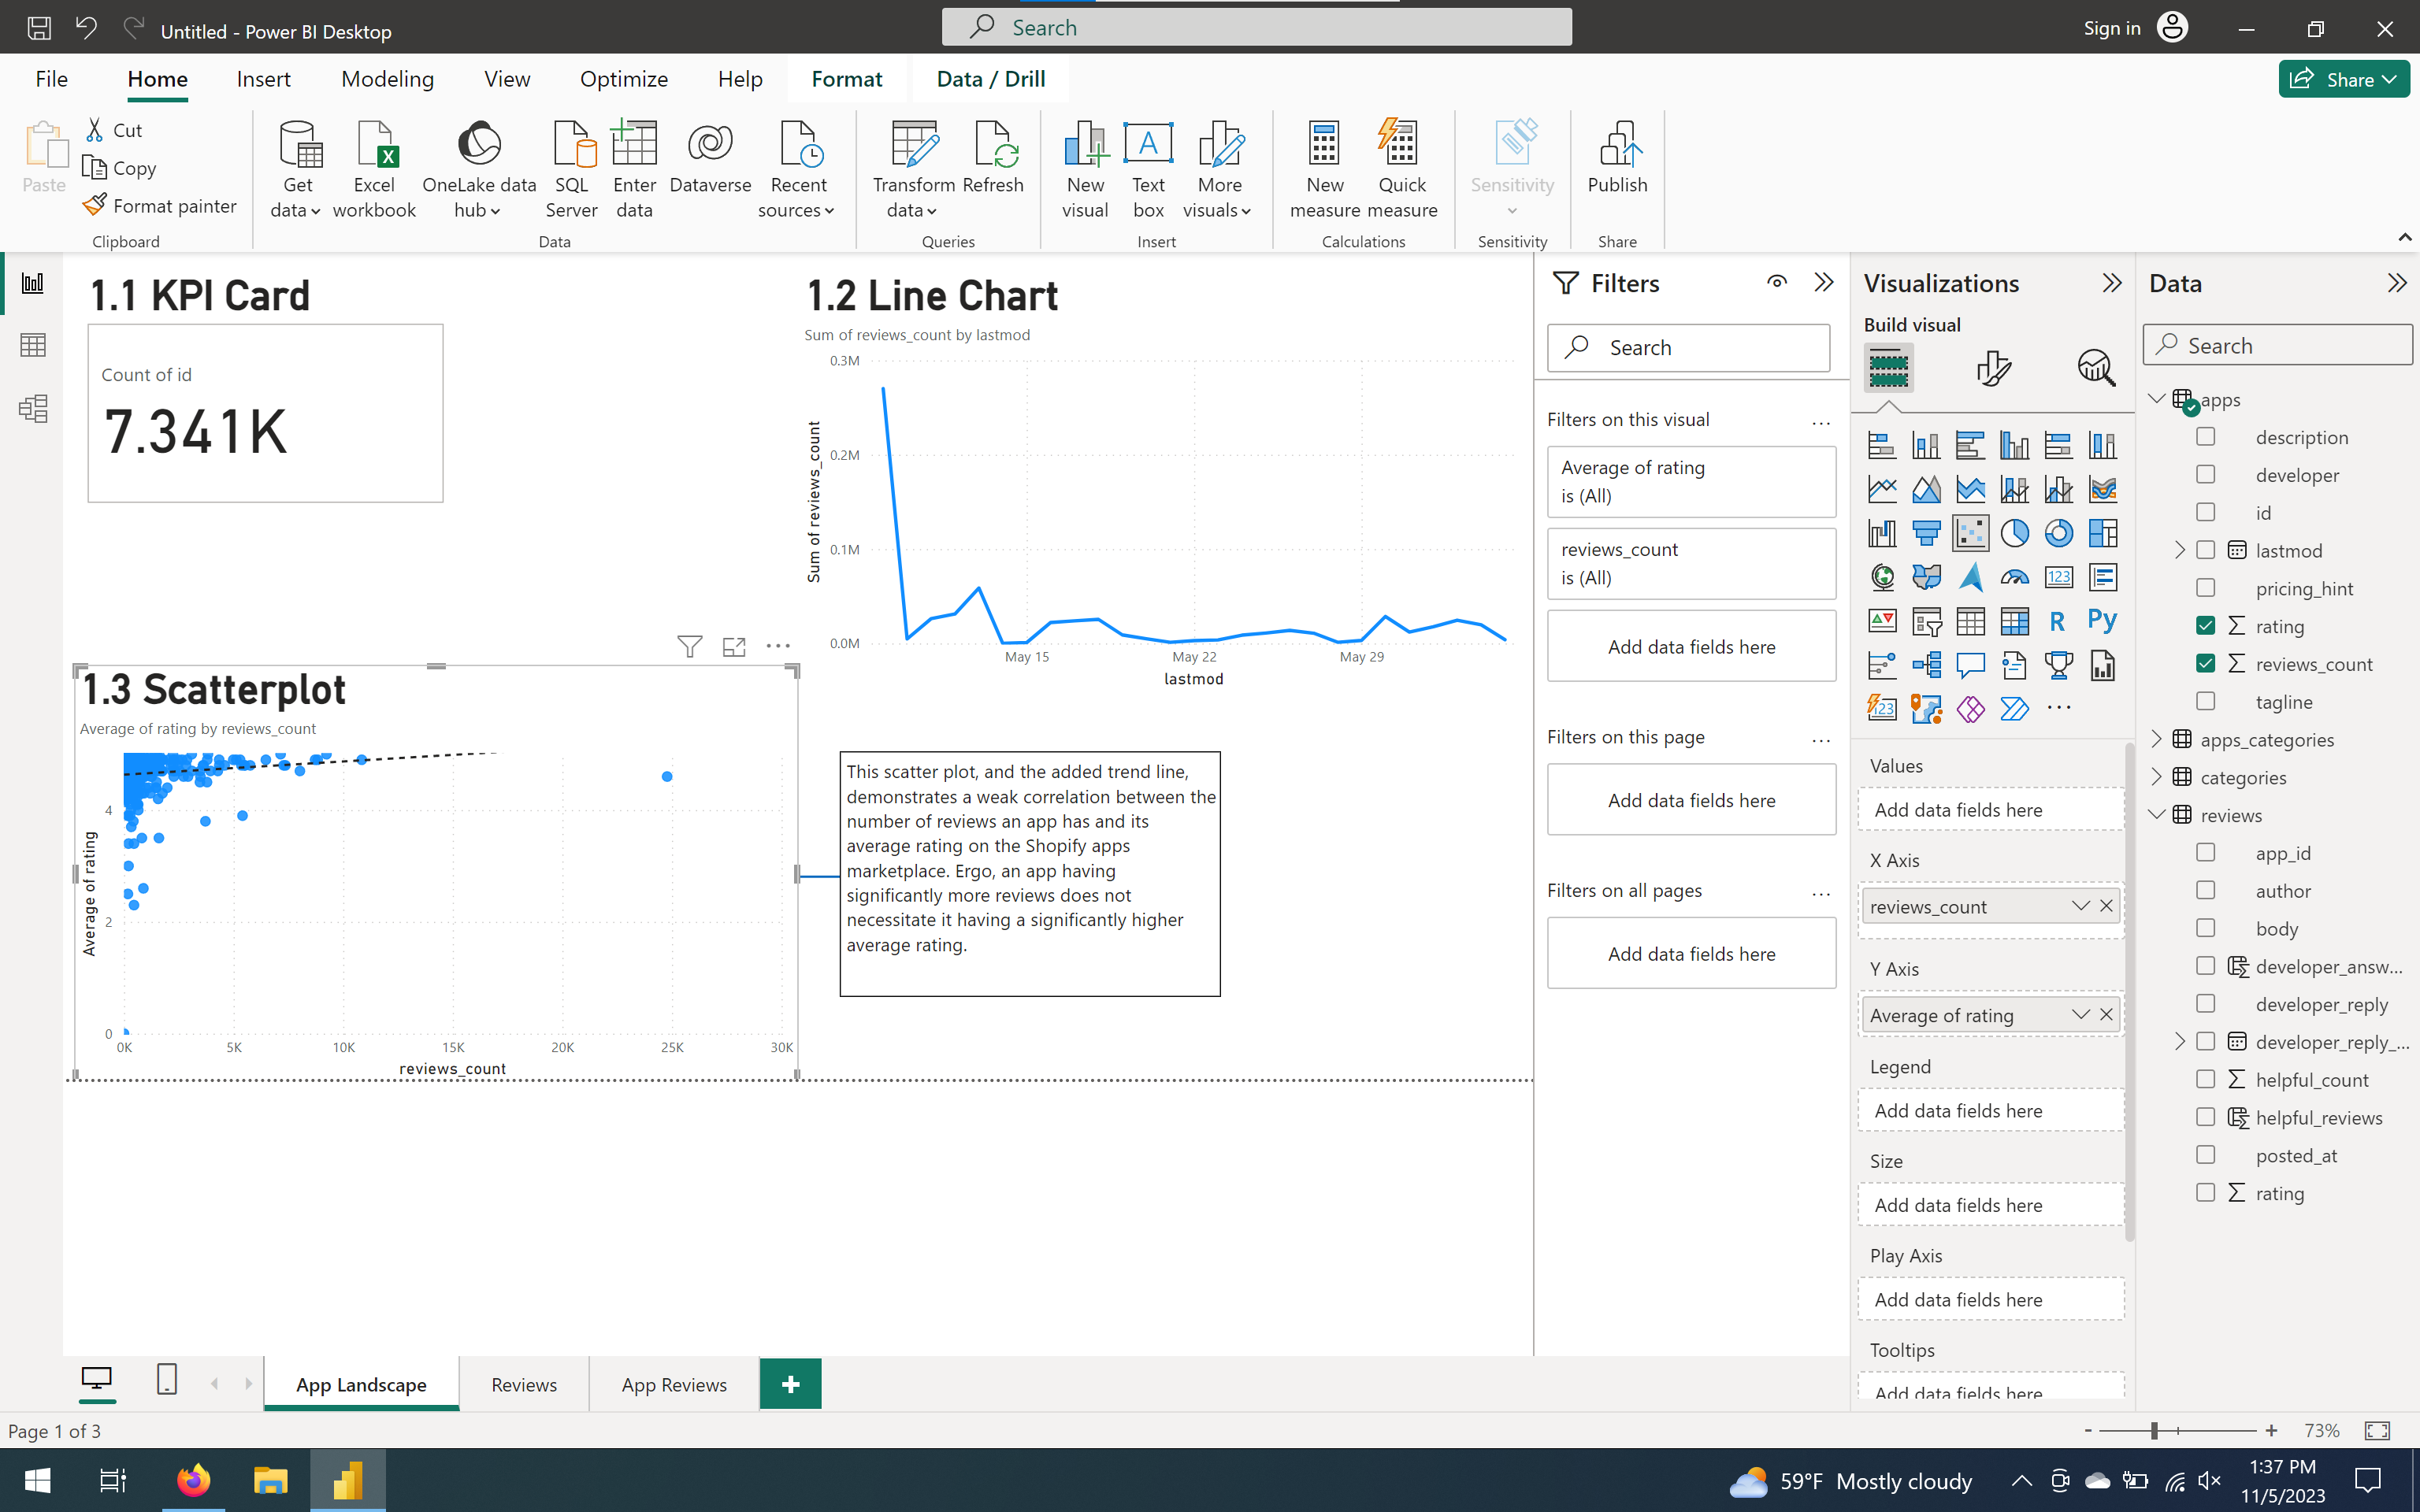 Untitled - Power BI Desktop
Search
Sign in
File
Home
Insert
Modeling
View
Optimize
Help
Format
Data / Drill
Share
Paste
Cut
Copy
Format painter
Clipboard
Get data
Excel workbook
OneLake data hub
SQL Server
Enter data
Dataverse
Recent sources
Data
Transform data
Refresh
Queries
New visual
Text box
More visuals
Insert
New measure
Quick measure
Calculations
Sensitivity
Sensitivity
Publish
Share
1.1 KPI Card
Count of id
7.341K
1.2 Line Chart
Sum of reviews_count by lastmod
Sum of reviews_count
0.3M
0.2M
0.1M
0.0M
May 15
May 22
May 29
lastmod
1.3 Scatterplot
Average of rating by reviews_count
Average of rating
4
2
0
0K
5K
10K
15K
20K
25K
30K
reviews_count
This scatter plot, and the added trend line,
demonstrates a weak correlation between the
number of reviews an app has and its
average rating on the Shopify apps
marketplace. Ergo, an app having
significantly more reviews does not
necessitate it having a significantly higher
average rating.
Filters
Search
Filters on this visual
Average of rating
is (All)
reviews_count
is (All)
Add data fields here
Filters on this page
Add data fields here
Filters on all pages
Add data fields here
Visualizations
Build visual
123
R
Py
123
Values
Add data fields here
X Axis
reviews_count
Y Axis
Average of rating
Legend
Add data fields here
Size
Add data fields here
Play Axis
Add data fields here
Tooltips
Add data fields here
Data
Search
apps
description
developer
id
lastmod
pricing_hint
rating
reviews_count
tagline
apps_categories
categories
reviews
app_id
author
body
developer_answ...
developer_reply
developer_reply_...
helpful_count
helpful_reviews
posted_at
rating
App Landscape
Reviews
App Reviews
Page 1 of 3
73%
59°F Mostly cloudy
1:37 PM
11/5/2023